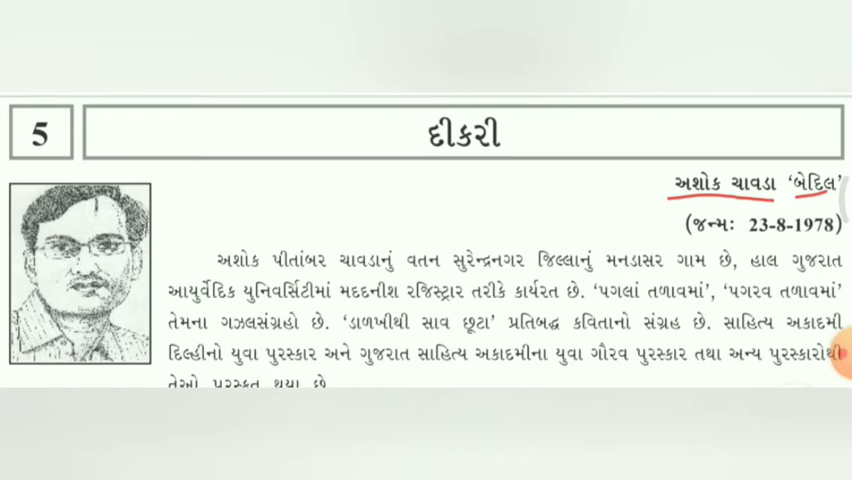 5
દીકરી
અશોક ચાવડા ‘બેદિલ’
(જન્મઃ 23-8-1978)
અશોક પીતાંબર ચાવડાનું વતન સુરેન્દ્રનગર જિલ્લાનું મનડાસર ગામ છે, હાલ ગુજરાત
આયુર્વેદિક યુનિવર્સિટીમાં મદદનીશ રજિસ્ટ્રાર તરીકે કાર્યરત છે. ‘પગલાં તળાવમાં’, ‘પગરવ તળાવમાં’
તેમના ગઝલસંગ્રહો છે. ‘ડાળખીથી સાવ છૂટા’ પ્રતિબદ્ધ કવિતાનો સંગ્રહ છે. સાહિત્ય અકાદમી
દિલ્હીનો યુવા પુરસ્કાર અને ગુજરાત સાહિત્ય અકાદમીના યુવા ગૌરવ પુરસ્કાર તથા અન્ય પુરસ્કારોથી
તેઓ પુરસ્કૃત થયા છે.